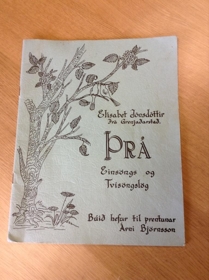 Elísabet Jónsdóttir
frá Grenjaðarstað.
ÞRÁ
Einsöngs og
Tvísöngslög
Búið hefur til prentunar
Árni Björnsson